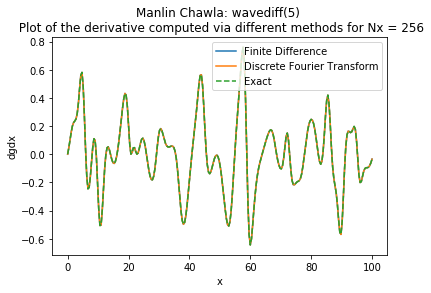 Manlin Chawla: wavediff(5)
Plot of the derivative computed via different methods for Nx = 256
Finite Difference
Discrete Fourier Transform
Exact
dgdx
0.8
0.6
0.4
0.2
0.0
−0.2
−0.4
−0.6
0 20 40 60 80 100
x